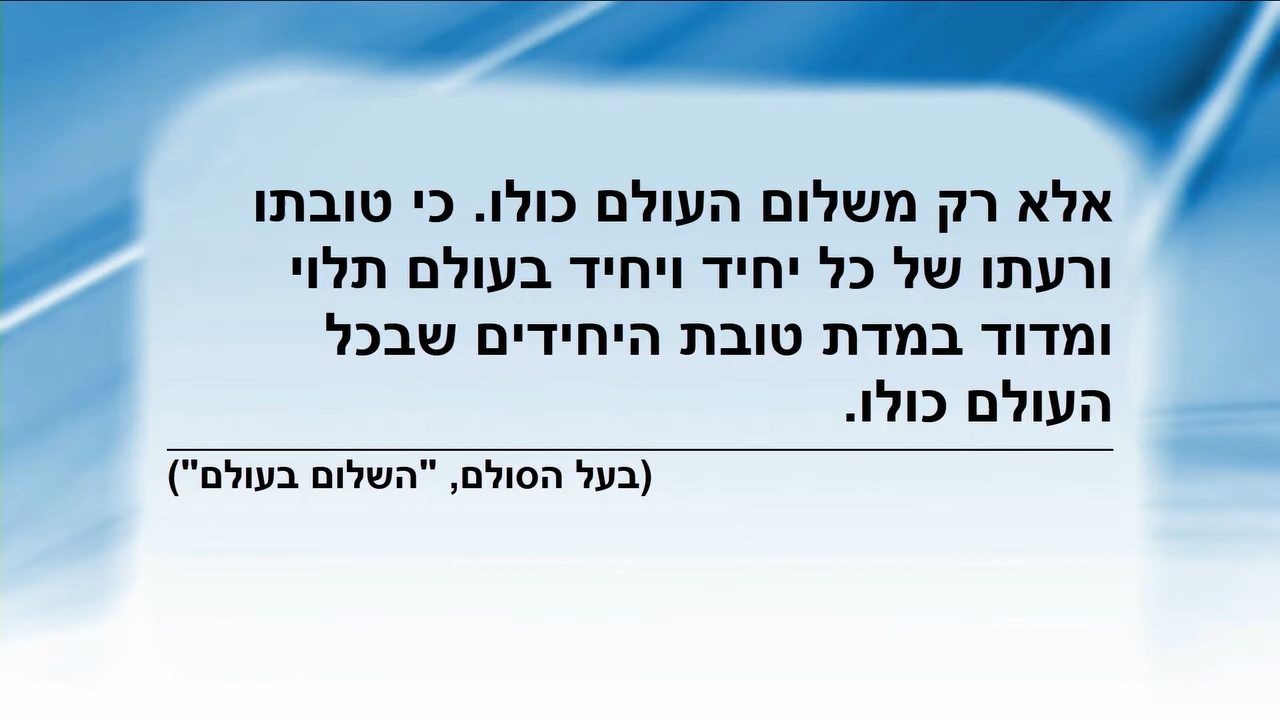 אלא רק משלום העולם כולו. כי טובתו
ורעתו של כל יחיד ויחיד בעולם תלוי
ומדוד במדת טובת היחידים שבכל
העולם כולו.
(בעל הסולם, "השלום בעולם")